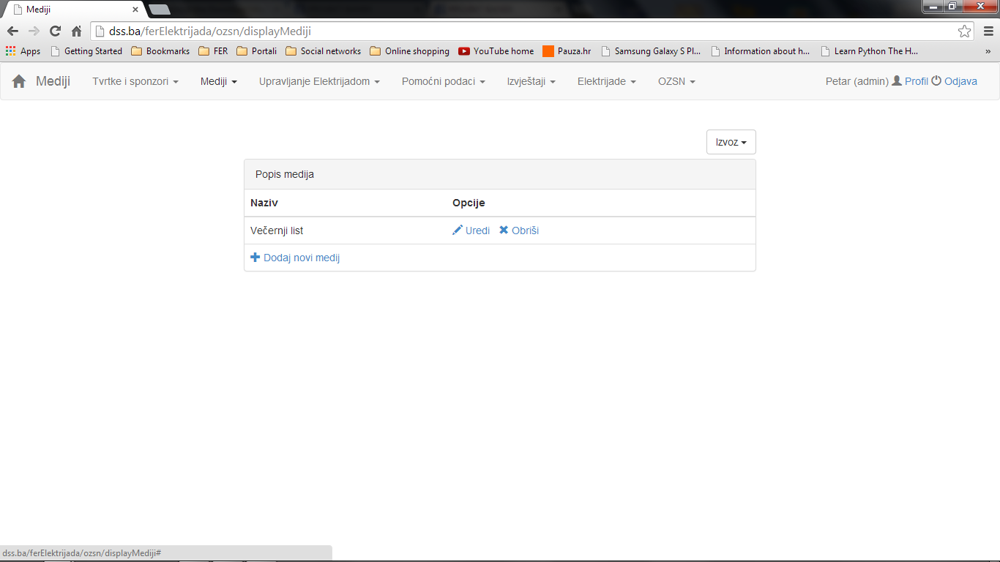 Mediji
dss.ba/ferElektrijada/ozsn/displayMediji
Apps Getting Started Bookmarks FER Portali Social networks Online shopping YouTube home Pauza.hr Samsung Galaxy S Pl... Information about h... Learn Python The H... »
Mediji Tvrtke i sponzori Mediji Upravljanje Elektrijadom Pomoćni podaci Izvještaji Elektrijade OZSN Petar (admin) Profil Odjava
Izvoz
Popis medija
Naziv Opcije
Večernji list Uredi Obriši
Dodaj novi medij
dss.ba/ferElektrijada/ozsn/displayMediji#